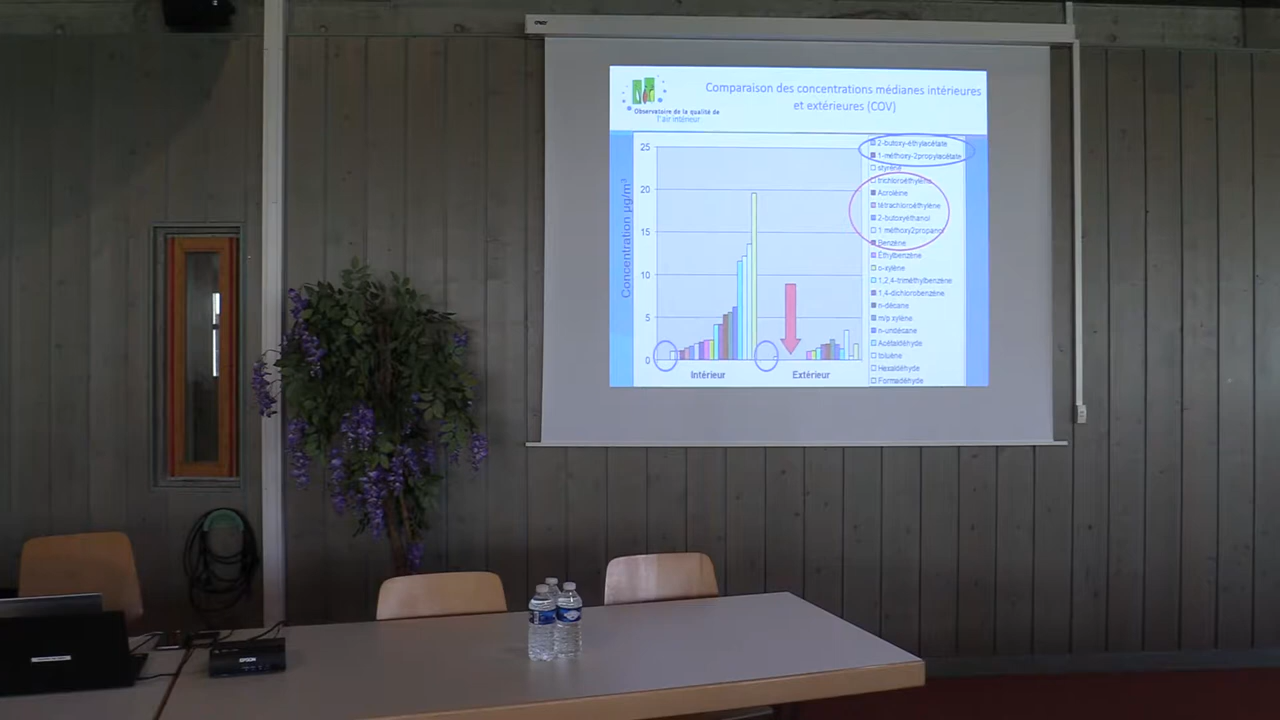 Comparaison des concentrations médianes intérieures
et extérieures (COV)
Observatoire de la qualité de
l'air intérieur
Concentration µg/m³
25
20
15
10
5
0
Intérieur
Extérieur
2-butoxy-éthylacétate
1-méthoxy-2propylacétate
styrène
trichloroéthylène
Acroléine
tétrachloroéthylène
2-butoxyéthanol
1 méthoxy2propanol
Benzène
Ethylbenzène
o-xylène
1,2,4-triméthylbenzène
1,4-dichlorobenzène
n-décane
m/p xylène
n-undécane
Acétaldéhyde
toluène
Hexaldéhyde
Formadéhyde
EPSON